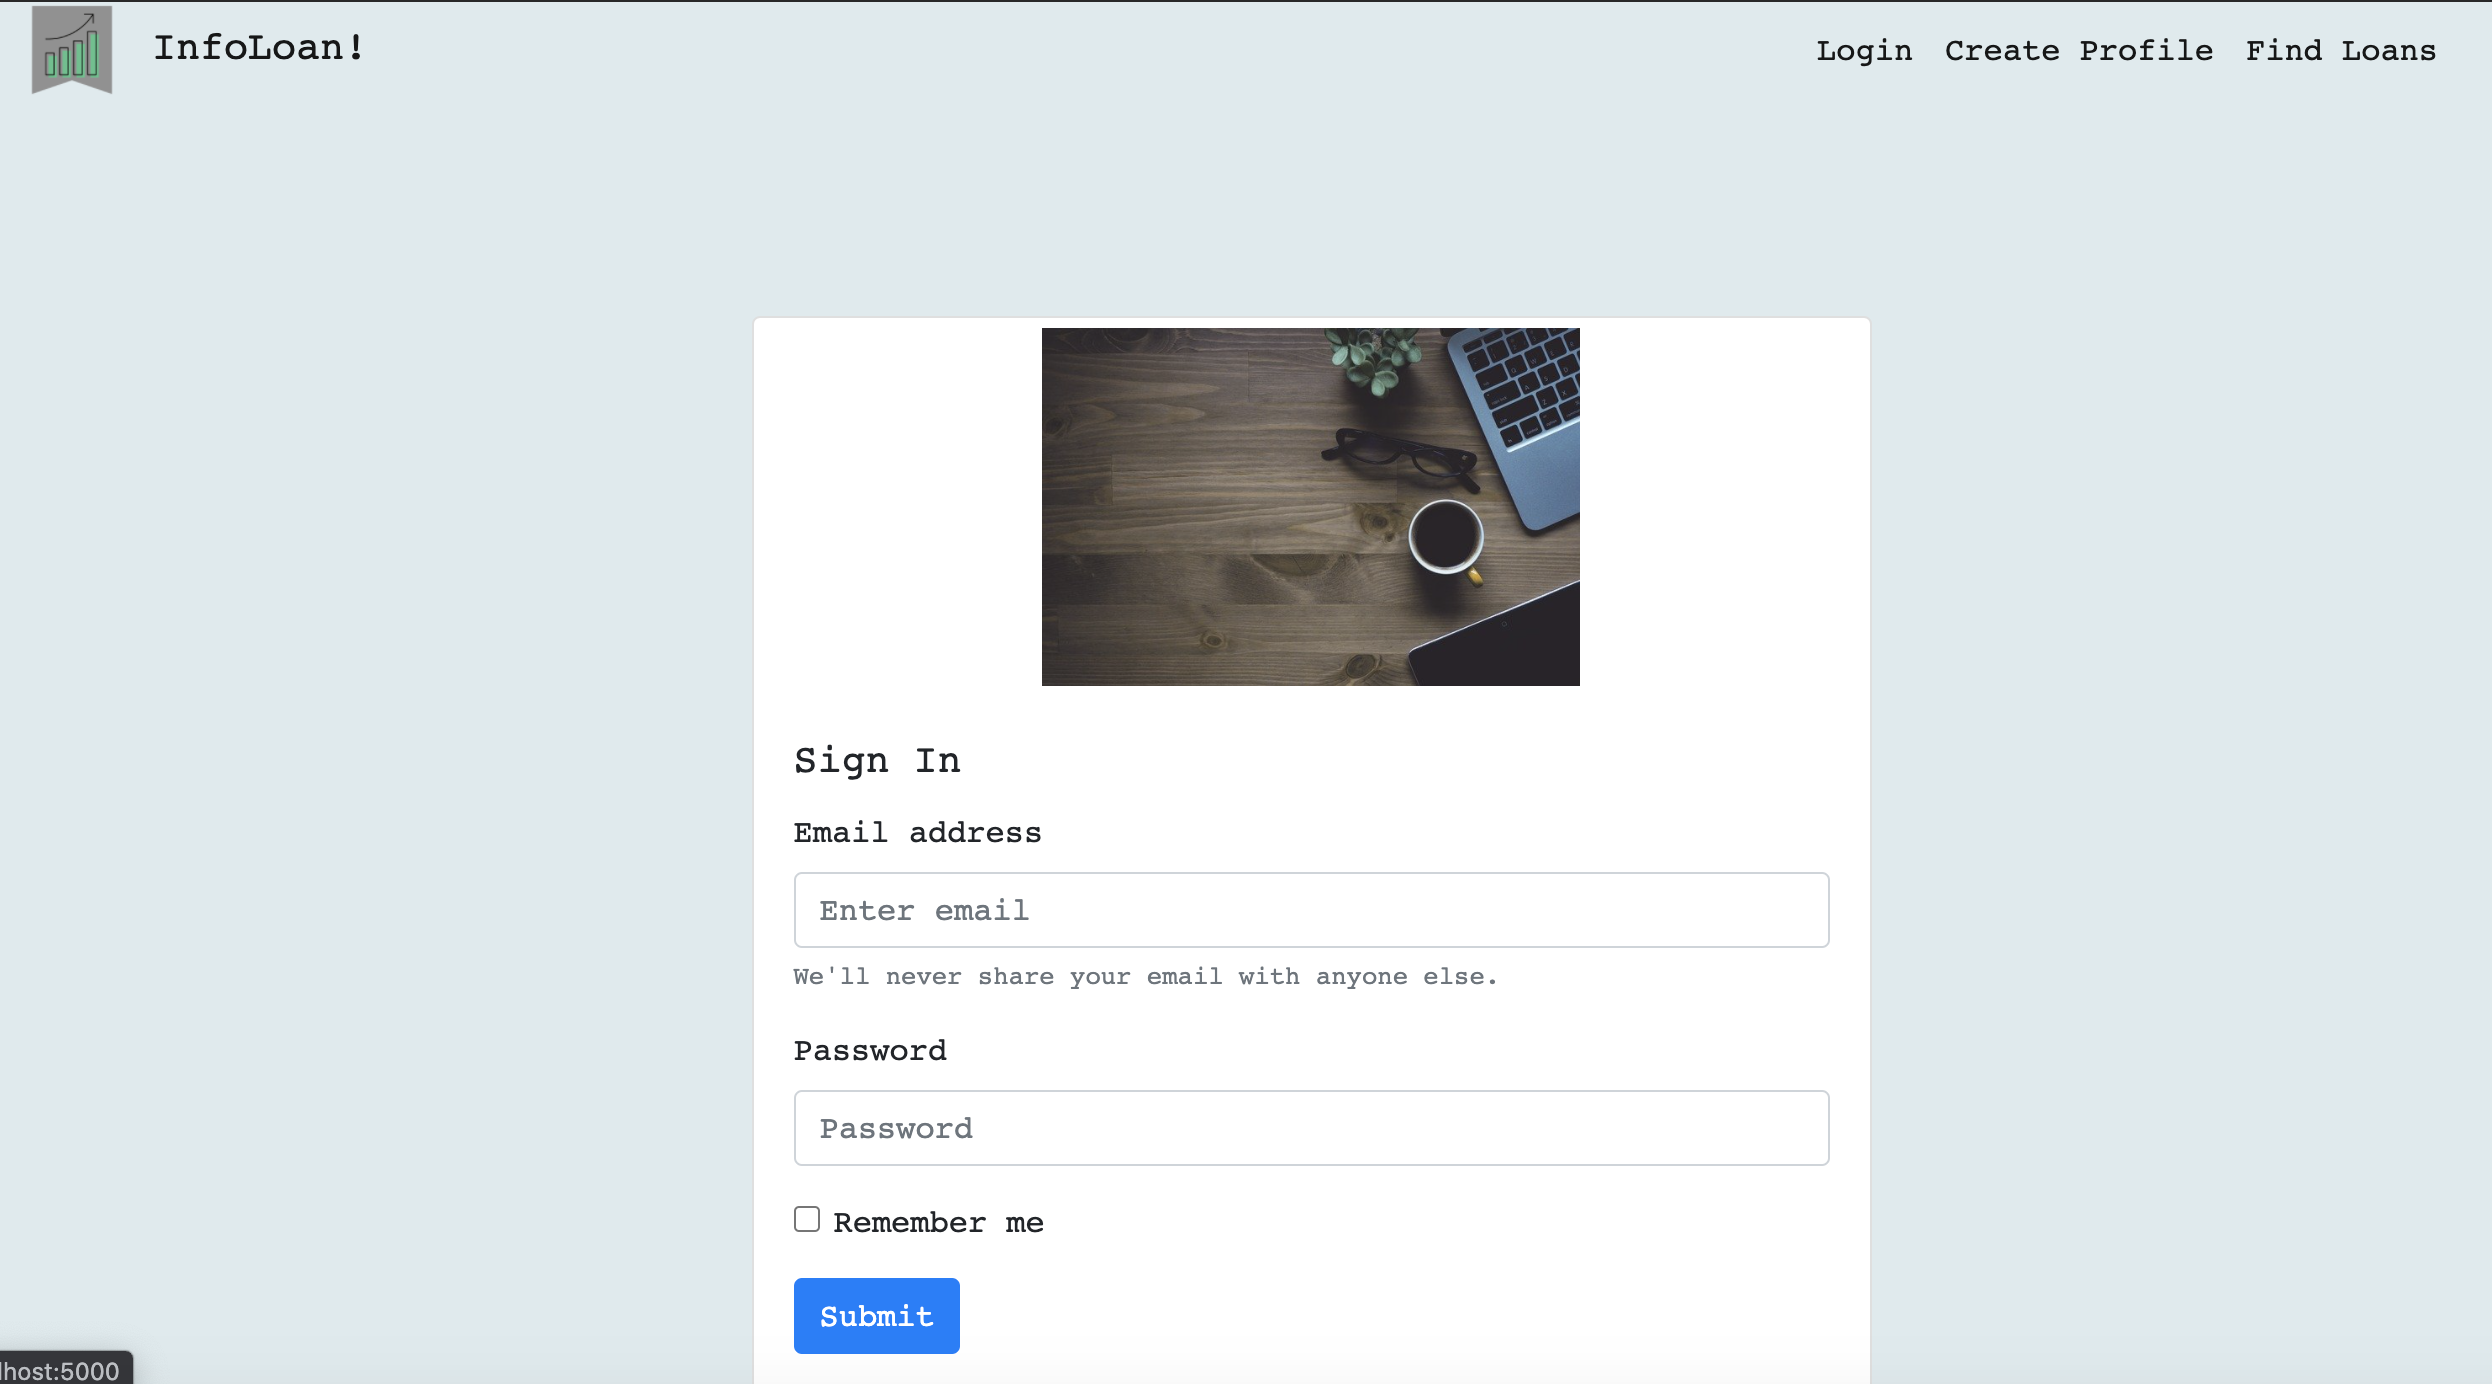 InfoLoan!
Login Create Profile Find Loans
Sign In
Email address
Enter email
We'll never share your email with anyone else.
Password
Password
Remember me
Submit
lhost:5000